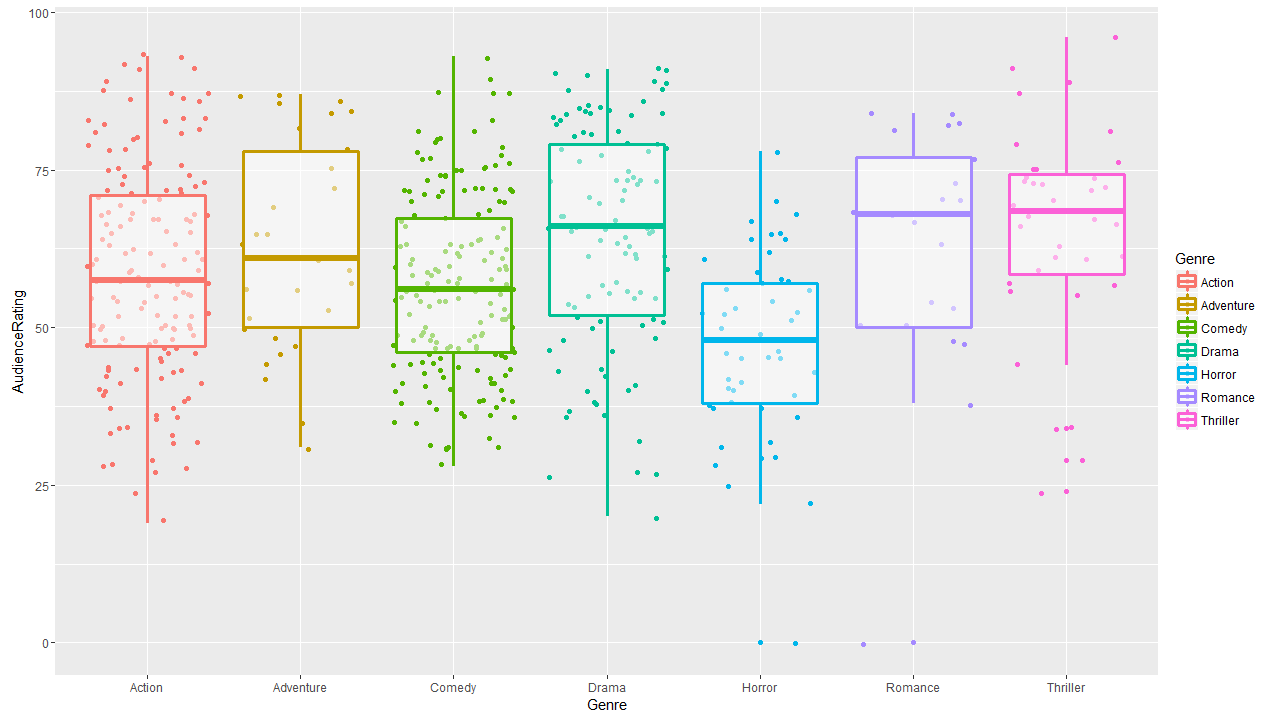 100
75
50
25
0
AudienceRating
Action Adventure Comedy Drama Horror Romance Thriller
Genre
Genre
Action
Adventure
Comedy
Drama
Horror
Romance
Thriller